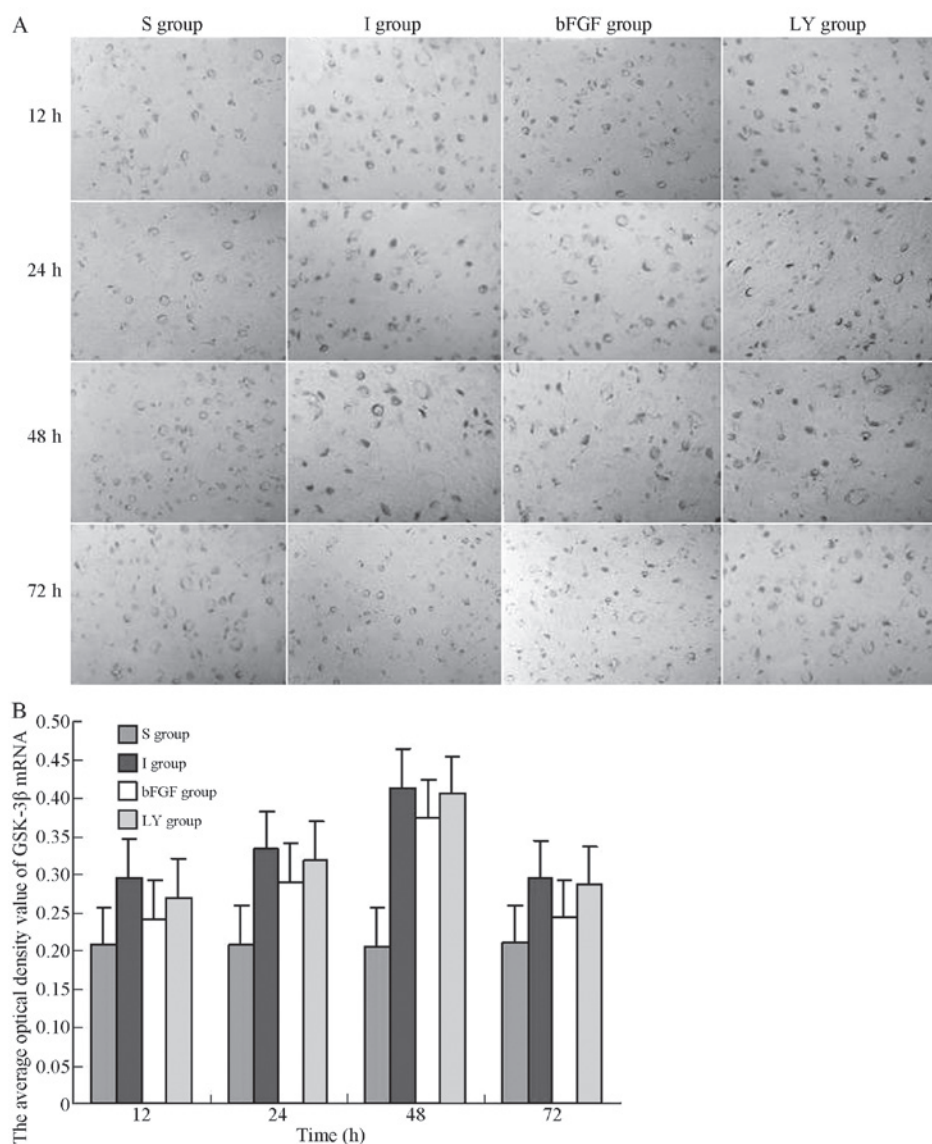 A
S group
I group
bFGF group
LY group
12 h
24 h
48 h
72 h
B
The average optical density value of GSK-3β mRNA
0.50
0.45
0.40
0.35
0.30
0.25
0.20
0.15
0.10
0.05
0
S group
I group
bFGF group
LY group
12
24
48
72
Time (h)